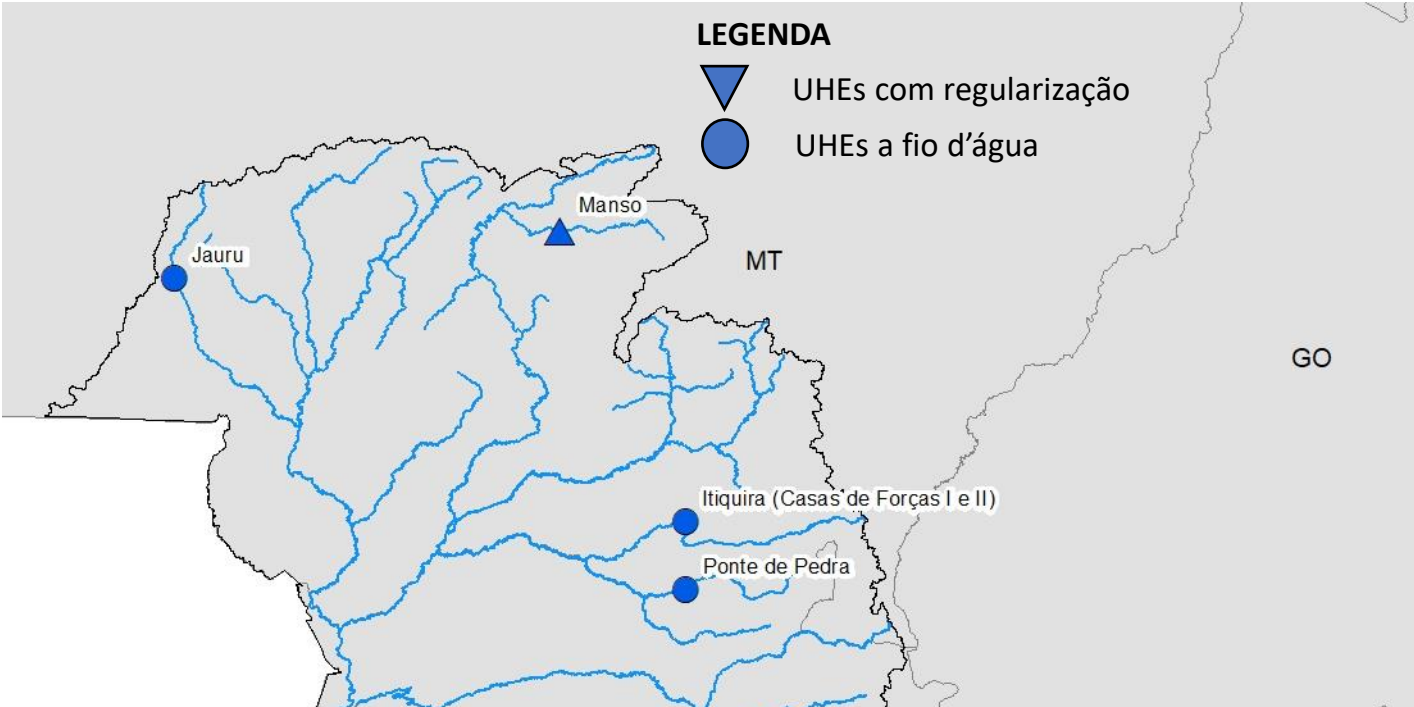 LEGENDA
UHEs com regularização
UHEs a fio d’água
Manso
Jauru
MT
GO
Itiquira (Casas de Forças I e II)
Ponte de Pedra